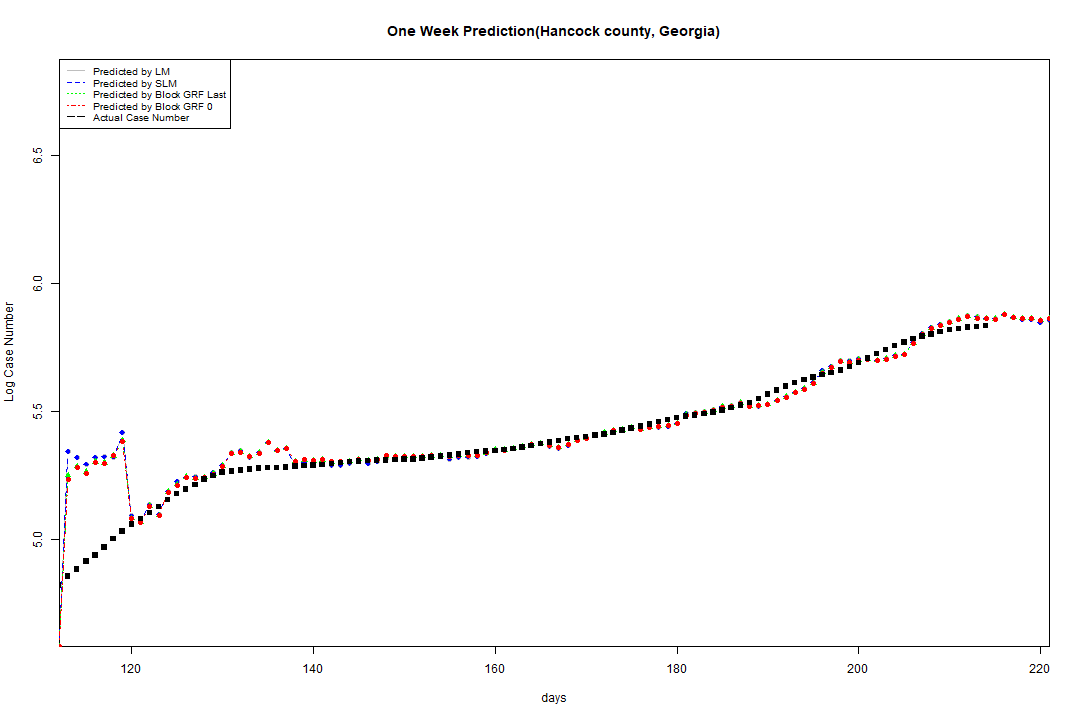 One Week Prediction(Hancock county, Georgia)
Predicted by LM
Predicted by SLM
Predicted by Block GRF Last
Predicted by Block GRF 0
Actual Case Number
6.5
6.0
5.5
5.0
Log Case Number
120 140 160 180 200 220
days